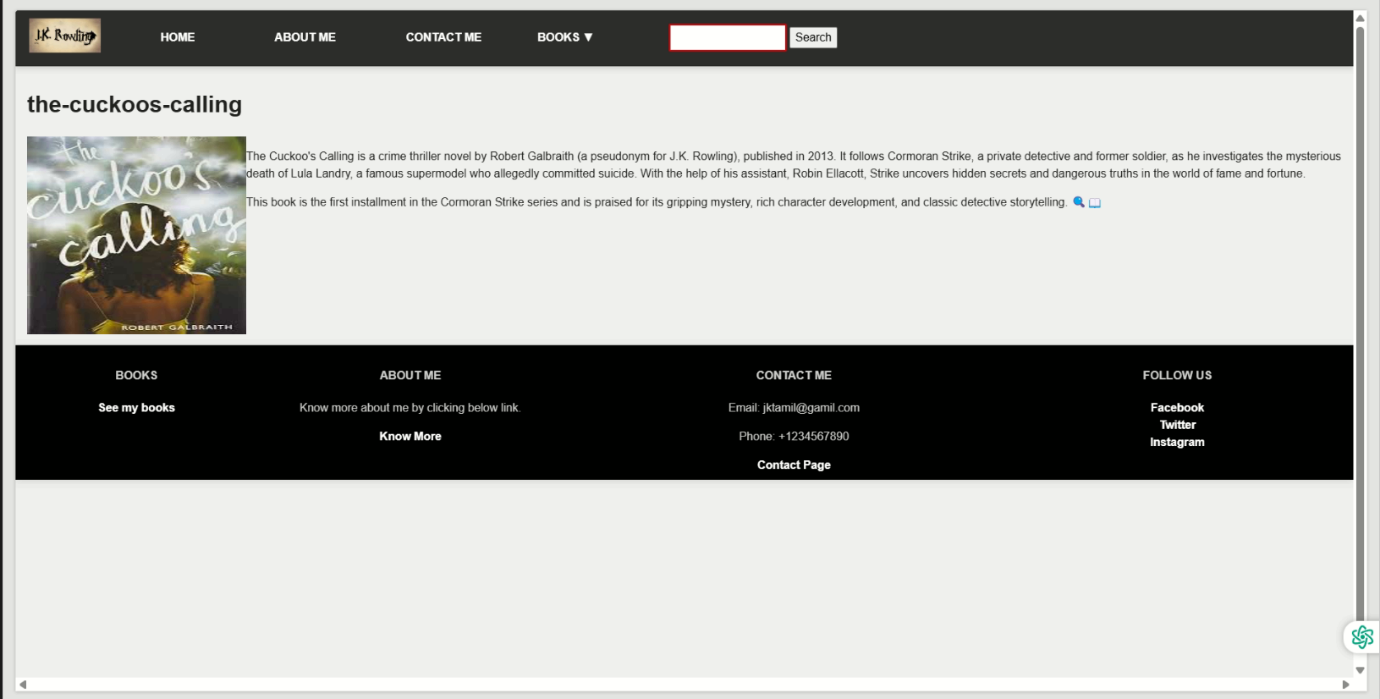 J.K. Rowling
HOME
ABOUT ME
CONTACT ME
BOOKS ▼
Search
the-cuckoos-calling
The
cuckoo's
calling
ROBERT GALBRAITH
The Cuckoo's Calling is a crime thriller novel by Robert Galbraith (a pseudonym for J.K. Rowling), published in 2013. It follows Cormoran Strike, a private detective and former soldier, as he investigates the mysterious
death of Lula Landry, a famous supermodel who allegedly committed suicide. With the help of his assistant, Robin Ellacott, Strike uncovers hidden secrets and dangerous truths in the world of fame and fortune.
This book is the first installment in the Cormoran Strike series and is praised for its gripping mystery, rich character development, and classic detective storytelling. 🔍 📖
BOOKS
See my books
ABOUT ME
Know more about me by clicking below link.
Know More
CONTACT ME
Email: jktamil@gamil.com
Phone: +1234567890
Contact Page
FOLLOW US
Facebook
Twitter
Instagram